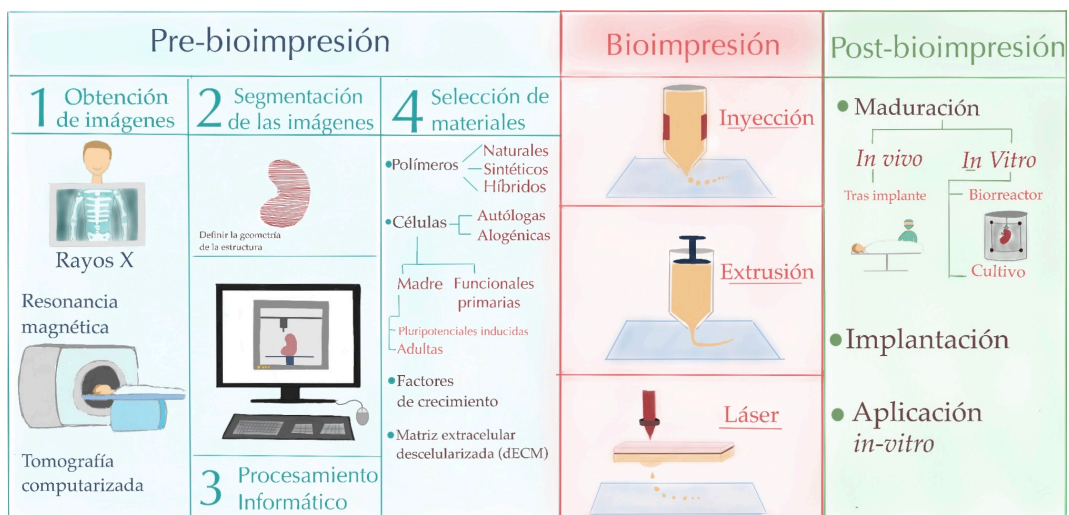 Pre-bioimpresión
1 Obtención
de imágenes
Rayos X
Resonancia
magnética
Tomografía
computarizada
2 Segmentación
de las imágenes
Definir la geometría
de la estructura
3 Procesamiento
Informático
4 Selección de
materiales
Polímeros
Naturales
Sintéticos
Híbridos
Células
Autólogas
Alogénicas
Madre
Funcionales
primarias
Pluripotenciales inducidas
Adultas
Factores
de crecimiento
Matriz extracelular
descelularizada (dECM)
Bioimpresión
Inyección
Extrusión
Láser
Post-bioimpresión
Maduración
In vivo
Tras implante
In Vitro
Biorreactor
Cultivo
Implantación
Aplicación
in-vitro